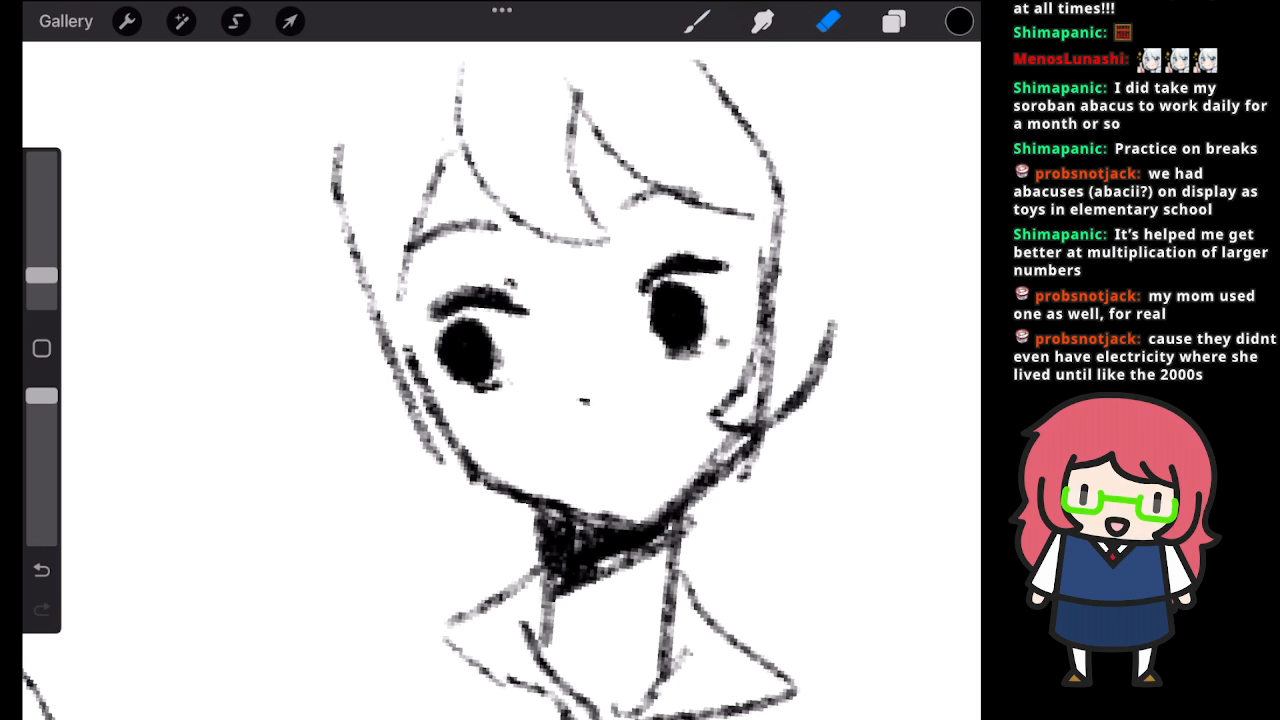 Gallery
at all times!!!
Shimapanic:
MenosLunashi:
Shimapanic: I did take my
soroban abacus to work daily for
a month or so
Shimapanic: Practice on breaks
probsnotjack: we had
abacuses (abacii?) on display as
toys in elementary school
Shimapanic: It’s helped me get
better at multiplication of larger
numbers
probsnotjack: my mom used
one as well, for real
probsnotjack: cause they didnt
even have electricity where she
lived until like the 2000s